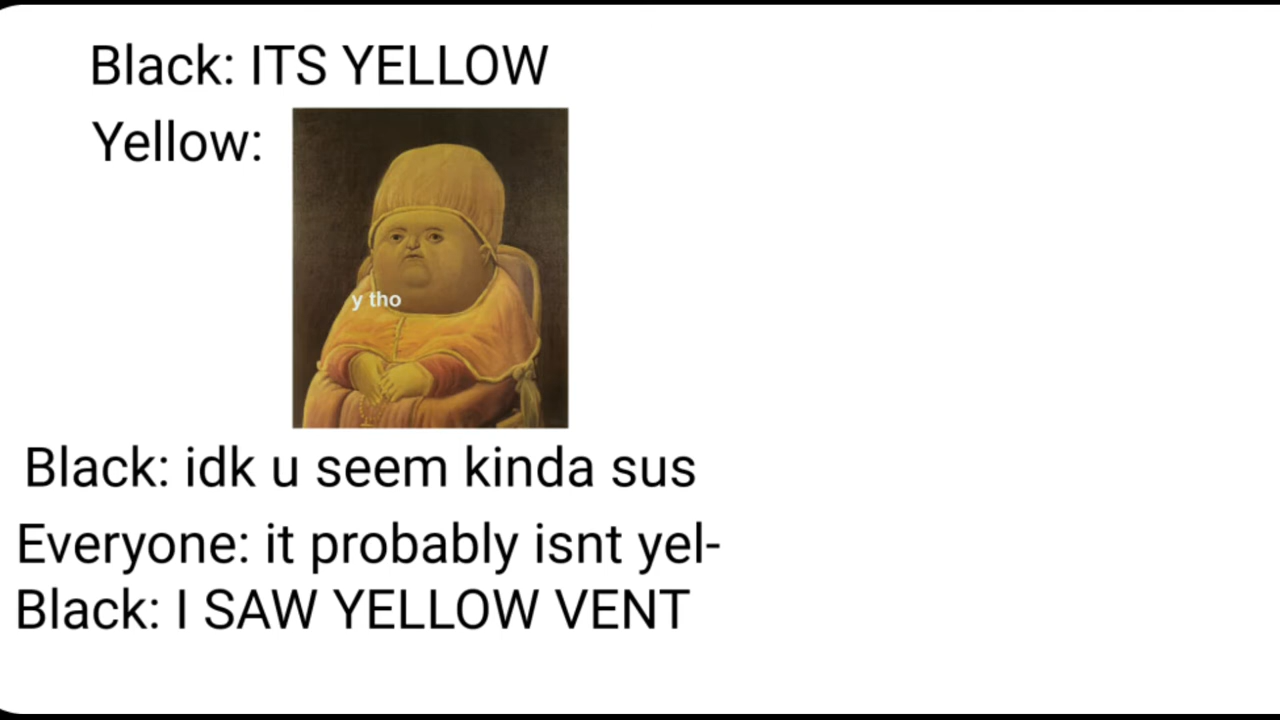 Black: ITS YELLOW
Yellow:
y tho
Black: idk u seem kinda sus
Everyone: it probably isnt yel-
Black: I SAW YELLOW VENT